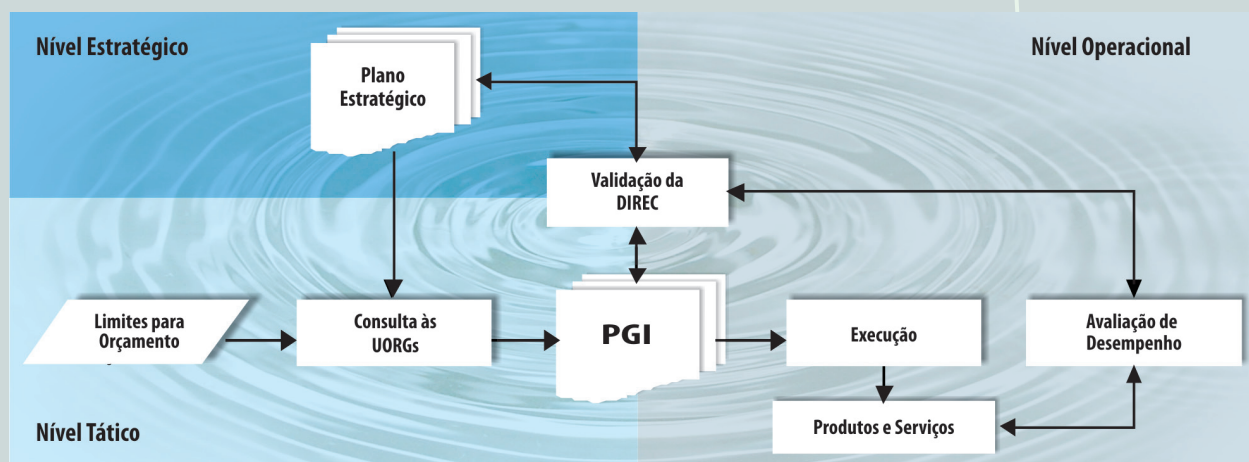 Nível Estratégico
Nível Operacional
Plano
Estratégico
Validação da
DIREC
Limites para
Orçamento
Consulta às
UORGs
PGI
Execução
Avaliação de
Desempenho
Produtos e Serviços
Nível Tático